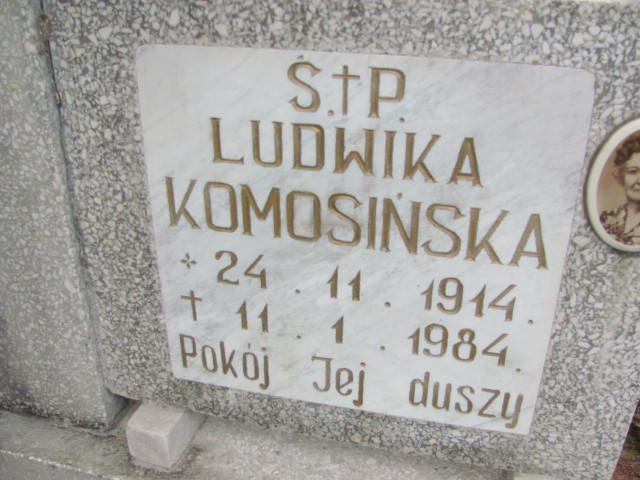 Ś.†P.
LUDWIKA
KOMOSIŃSKA
* 24. 11. 1914.
† 11. 1. 1984.
Pokój Jej duszy